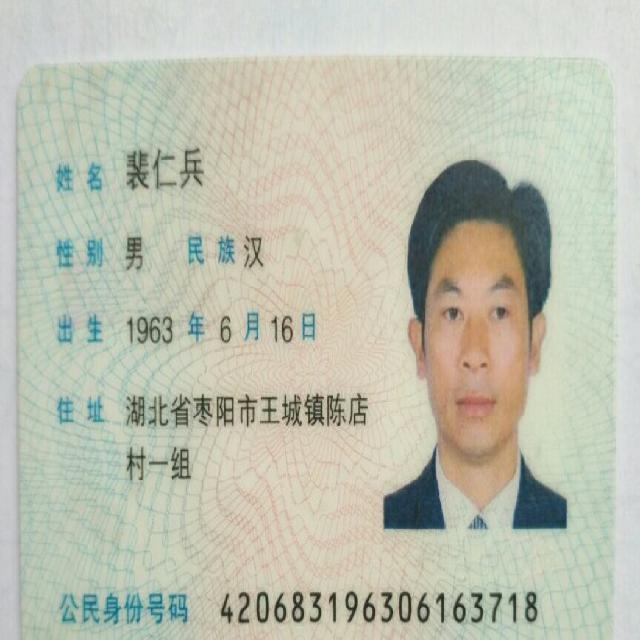 姓名 裴仁兵
性别 男 民族 汉
出生 1963 年 6 月 16 日
住址 湖北省枣阳市王城镇陈店
村一组
公民身份号码 420683196306163718